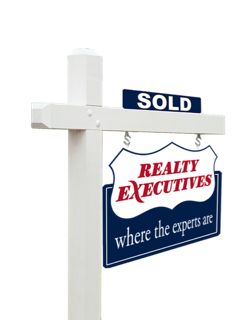 SOLD
REALTY
EXECUTIVES
where the experts are